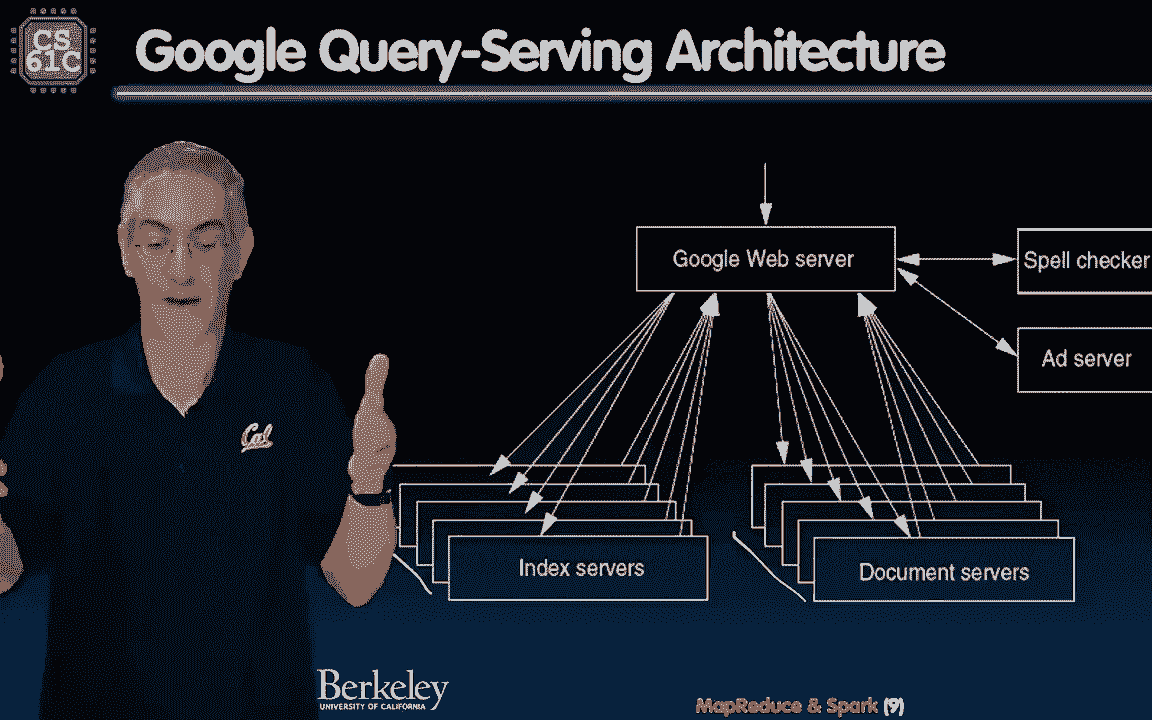 CS
61C
Google Query-Serving Architecture
Google Web server
Spell checker
Ad server
Cal
Index servers
Document servers
Berkeley
UNIVERSITY OF CALIFORNIA
MapReduce & Spark (9)